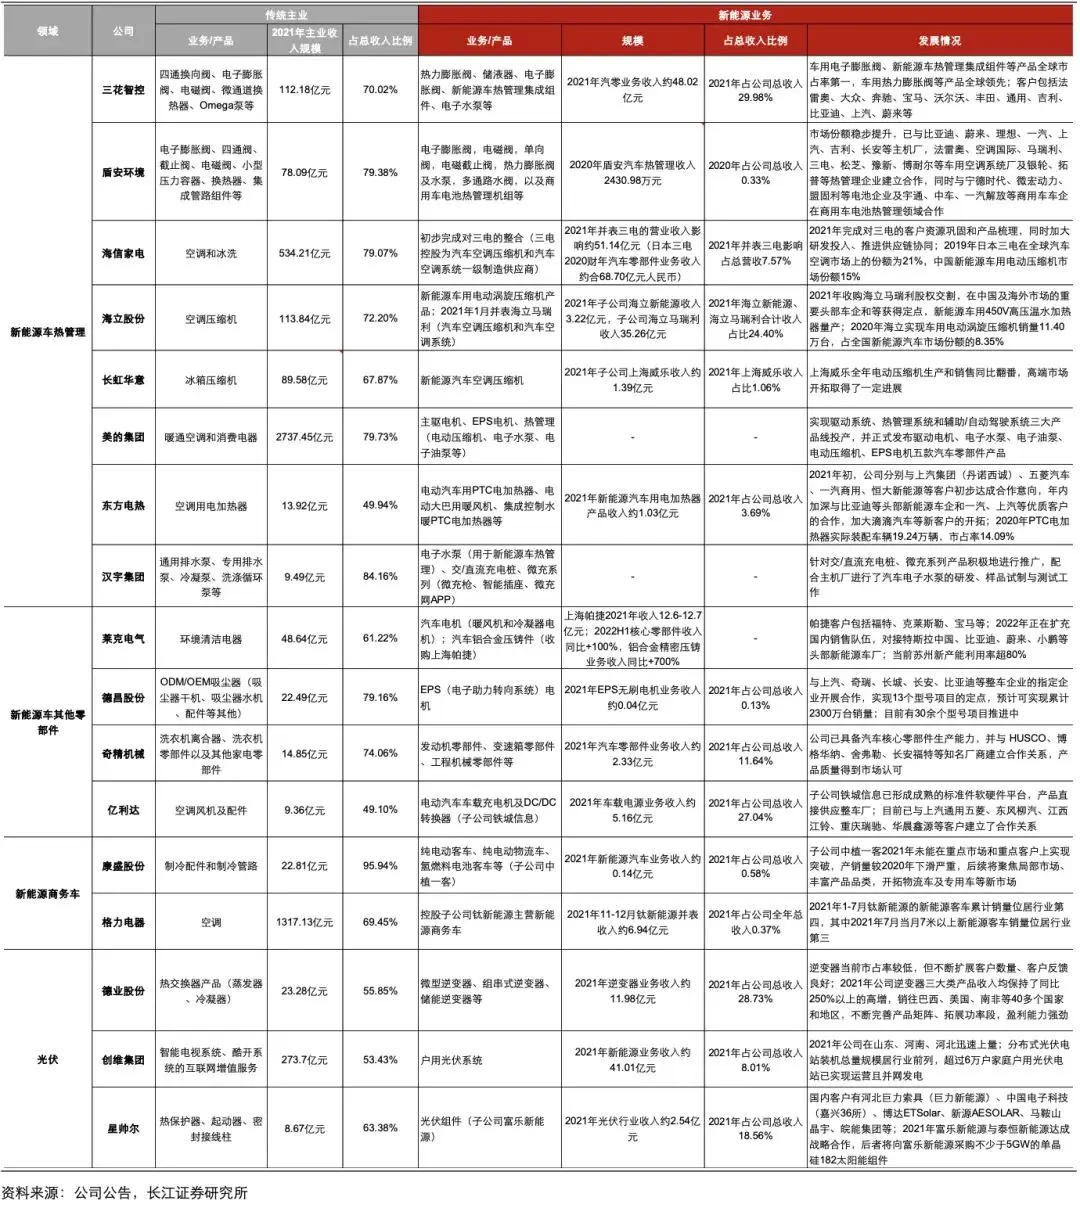 领域
公司
传统主业
新能源业务
业务/产品
2021年主业收
入规模
占总收入比例
业务/产品
规模
占总收入比例
发展情况
新能源车热管理
三花智控
四通换向阀、电子膨胀
阀、电磁阀、微通道换
热器、Omega泵等
112.18亿元
70.02%
热力膨胀阀、储液器、电子膨
胀阀、新能源车热管理集成组
件、电子水泵等
2021年汽零业务收入约48.02
亿元
2021年占公司总收入
29.98%
车用电子膨胀阀、新能源车热管理集成组件等产品全球市
占率第一，车用热力膨胀阀等产品全球领先；客户包括法
雷奥、大众、奔驰、宝马、沃尔沃、丰田、通用、吉利、
比亚迪、上汽、蔚来等
盾安环境
电子膨胀阀、四通阀、
截止阀、电磁阀、小型
压力容器、换热器、集
成管路组件等
78.09亿元
79.38%
电子膨胀阀，电磁阀，单向
阀，电磁截止阀，热力膨胀阀
及水泵，多通路水阀，以及商
用车电池热管理机组等
2020年盾安汽车热管理收入
2430.98万元
2020年占公司总收入
0.33%
市场份额稳步提升，已与比亚迪、蔚来、理想、一汽、上
汽、吉利、长安等主机厂，法雷奥、空调国际、马瑞利、
三电、松芝、豫新、博耐尔等车用空调系统厂及银轮、拓
普等热管理企业建立合作，同时与宁德时代、微宏动力、
盟固利等电池企业及宇通、中车、一汽解放等商用车车企
在商用车电池热管理领域合作
海信家电
空调和冰洗
534.21亿元
79.07%
初步完成对三电的整合（三电
控股为汽车空调压缩机和汽车
空调系统一级制造供应商）
2021年并表三电的营业收入影
响约51.14亿元（日本三电
2020财年汽车零部件业务收入
约合68.70亿元人民币）
2021年并表三电影响
占总营收7.57%
2021年完成对三电的客户资源巩固和产品梳理，同时加大
研发投入、推进供应链协同；2019年日本三电在全球汽车
空调市场上的份额为21%，中国新能源车用电动压缩机市
场份额15%
海立股份
空调压缩机
113.84亿元
72.20%
新能源车用电动涡旋压缩机产
品；2021年1月并表海立马瑞
利（汽车空调压缩机和汽车空
调系统）
2021年子公司海立新能源收入
3.22亿元，子公司海立马瑞利
收入35.26亿元
2021年海立新能源、
海立马瑞利合计收入
占比24.40%
2021年收购海立马瑞利股权交割，在中国及海外市场的重
要头部车企和等获得定点，新能源车用450V高压温水加热
器量产；2020年海立实现车用电动涡旋压缩机销量11.40
万台，占全国新能源汽车市场份额的8.35%
长虹华意
冰箱压缩机
89.58亿元
67.87%
新能源汽车空调压缩机
2021年子公司上海威乐收入约
1.39亿元
2021年上海威乐收入
占比1.06%
上海威乐全年电动压缩机生产和销售同比翻番，高端市场
开拓取得了一定进展
美的集团
暖通空调和消费电器
2737.45亿元
79.73%
主驱电机、EPS电机、热管理
（电动压缩机、电子水泵、电
子油泵等）
-
-
实现驱动系统、热管理系统和辅助/自动驾驶系统三大产
品线投产，并正式发布驱动电机、电子水泵、电子油泵、
电动压缩机、EPS电机五款汽车零部件产品
东方电热
空调用电加热器
13.92亿元
49.94%
电动汽车用PTC电加热器、电
动大巴用暖风机、集成控制水
暖PTC电加热器等
2021年新能源汽车用电加热器
产品收入约1.03亿元
2021年占公司总收入
3.69%
2021年初，公司分别与上汽集团（丹诺西诚）、五菱汽车
、一汽商用、恒大新能源等客户初步达成合作意向，年内
加深与比亚迪等头部新能源车企和一汽、上汽等优质客户
的合作，加大滴滴汽车等新客户的开拓；2020年PTC电加
热器实际装配车辆19.24万辆，市占率14.09%
汉宇集团
通用排水泵、专用排水
泵、冷凝泵、洗涤循环
泵等
9.49亿元
84.16%
电子水泵（用于新能源车热管
理）、交/直流充电桩、微充
系列（微充枪、智能插座、微充
网APP）
-
-
针对交/直流充电桩、微充系列产品积极地进行推广，配
合主机厂进行了汽车电子水泵的研发、样品试制与测试工
作
新能源车其他零
部件
莱克电气
环境清洁电器
48.64亿元
61.22%
汽车电机（暖风机和冷凝器电
机）；汽车铝合金压铸件（收
购上海帕捷）
上海帕捷2021年收入12.6-12.7
亿元；2022H1核心零部件收入
同比+100%，铝合金精密压铸
业务收入同比+700%
-
帕捷客户包括福特、克莱斯勒、宝马等；2022年正在扩充
国内销售队伍，对接特斯拉中国、比亚迪、蔚来、小鹏等
头部新能源车厂；当前苏州新产能利用率超80%
德昌股份
ODM/OEM吸尘器（吸
尘器干机、吸尘器水机
、配件等其他）
22.49亿元
79.16%
EPS（电子助力转向系统）电
机
2021年EPS无刷电机业务收入
约0.04亿元
2021年占公司总收入
0.13%
与上汽、奇瑞、长城、长安、比亚迪等整车企业的指定企
业开展合作，实现13个型号项目的定点，预计可实现累计
2300万台销量；目前有30余个型号项目推进中
奇精机械
洗衣机离合器、洗衣机
零部件以及其他家电零
部件
14.85亿元
74.06%
发动机零部件、变速箱零部件
、工程机械零部件等
2021年汽车零部件业务收入约
2.33亿元
2021年占公司总收入
11.64%
公司已具备汽车核心零部件生产能力，并与 HUSCO、博
格华纳、舍弗勒、长安福特等知名厂商建立合作关系，产
品质量得到市场认可
亿利达
空调风机及配件
9.36亿元
49.10%
电动汽车车载充电机及DC/DC
转换器（子公司铁城信息）
2021年车载电源业务收入约
5.16亿元
2021年占公司总收入
27.04%
子公司铁城信息已形成成熟的标准件软硬件平台，产品直
接供应整车厂；目前已与上汽通用五菱、东风柳汽、江西
江铃、重庆瑞驰、华晨鑫源等客户建立了合作关系
新能源商务车
康盛股份
制冷配件和制冷管路
22.81亿元
95.94%
纯电动客车、纯电动物流车、
氢燃料电池客车等（子公司中
植一客）
2021年新能源汽车业务收入约
0.14亿元
2021年占公司总收入
0.58%
子公司中植一客2021年未能在重点市场和重点客户上实现
突破，产销量较2020年下滑严重，后续将聚焦局部市场、
丰富产品品类，开拓物流车及专用车等新市场
格力电器
空调
1317.13亿元
69.45%
控股子公司钛新能源主营新能
源商务车
2021年11-12月钛新能源并表
收入约6.94亿元
2021年占公司全年总
收入0.37%
2021年1-7月钛新能源的新能源客车累计销量位居行业第
四，其中2021年7月当月7米以上新能源客车销量位居行业
第三
光伏
德业股份
热交换器产品（蒸发器
、冷凝器）
23.28亿元
55.85%
微型逆变器、组串式逆变器、
储能逆变器等
2021年逆变器业务收入约
11.98亿元
2021年占公司总收入
28.73%
逆变器当前市占率较低，但不断扩展客户数量、客户反馈
良好；2021年公司逆变器三大类产品收入均保持了同比
250%以上的高增，销往巴西、美国、南非等40多个国家
和地区，不断完善产品矩阵、拓展功率段，盈利能力强劲
创维集团
智能电视系统、酷开系
统的互联网增值服务
273.7亿元
53.43%
户用光伏系统
2021年新能源业务收入约
41.01亿元
2021年占公司总收入
8.01%
2021年公司在山东、河南、河北迅速上量；分布式光伏电
站装机总量规模居行业前列，超过6万户家庭户用光伏电
站已实现运营且并网发电
星帅尔
热保护器、起动器、密
封接线柱
8.67亿元
63.38%
光伏组件（子公司富乐新能
源）
2021年光伏行业收入约2.54亿
元
2021年占公司总收入
18.56%
国内客户有河北巨力索具（巨力新能源）、中国电子科技
（嘉兴36所）、博达ETSolar、新源AESOLAR、马鞍山
晶宇、皖能集团等；2021年富乐新能源与泰恒新能源达成
战略合作，后者将向富乐新能源采购不少于5GW的单晶
硅182太阳能组件
资料来源：公司公告，长江证券研究所